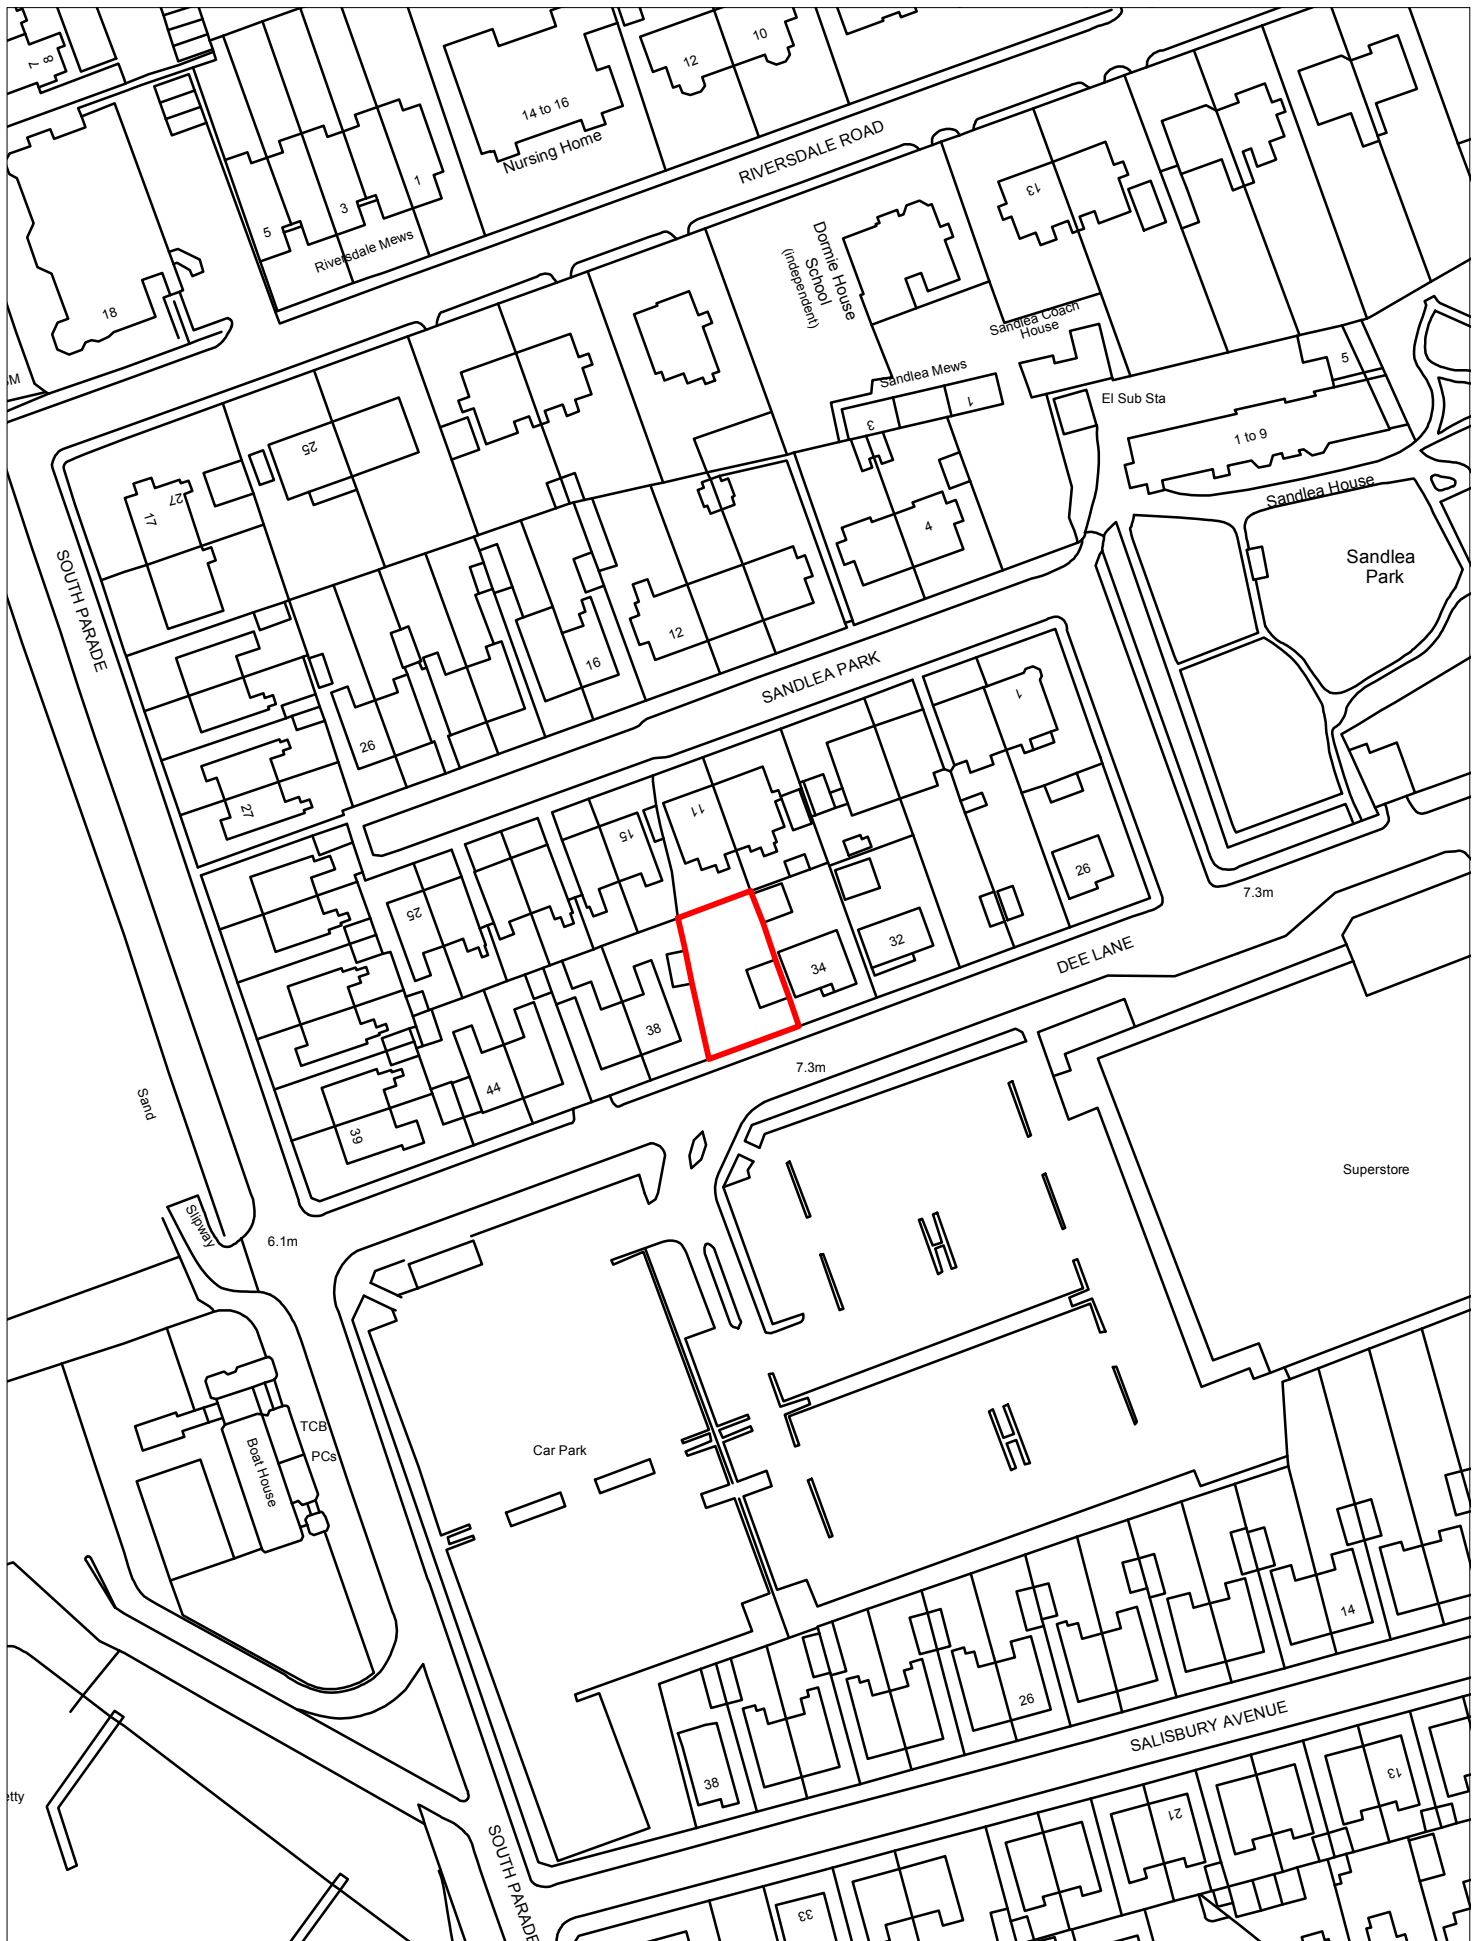 8
7
12
10
14 to 16
Nursing Home
RIVERSDALE ROAD
1
3
5
Riversdale Mews
13
Dormie House
School
(independent)
18
Sandlea Coach
House
Sandlea Mews
3
1
5
El Sub Sta
1 to 9
Sandlea House
25
27
17
Sandlea
Park
4
SOUTH PARADE
12
16
SANDLEA PARK
26
1
27
11
15
26
7.3m
25
32
34
DEE LANE
38
7.3m
44
39
Sand
Superstore
Slipway
6.1m
TCB
PCs
Boat House
Car Park
14
26
SALISBURY AVENUE
38
13
21
etty
SOUTH PARADE
33